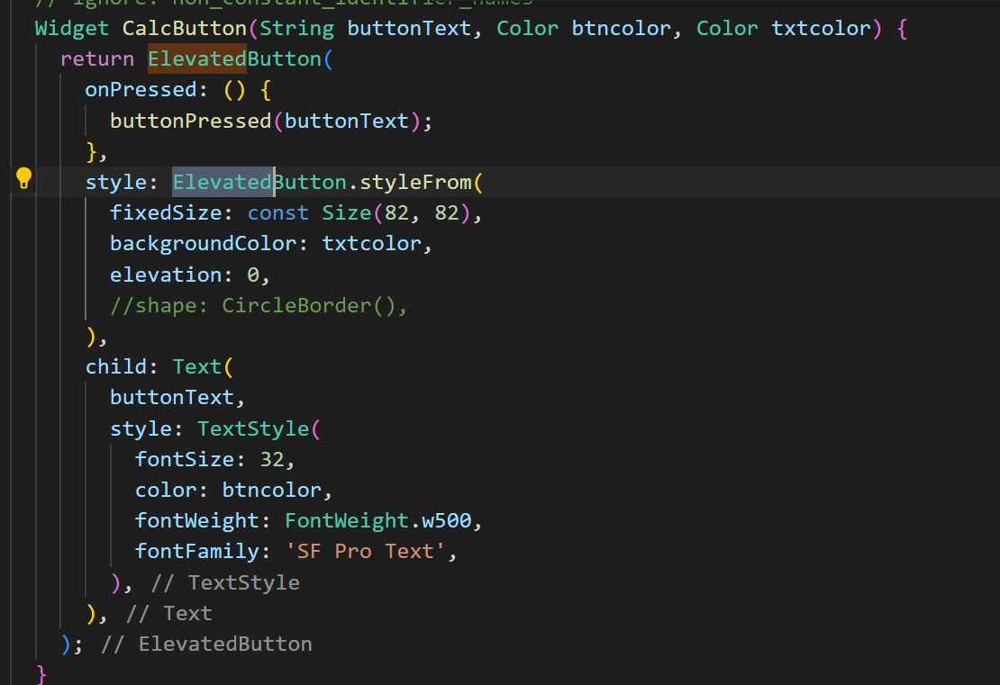 // ignore: non_constant_identifier_names
Widget CalcButton(String buttonText, Color btncolor, Color txtcolor) {
return ElevatedButton(
onPressed: () {
buttonPressed(buttonText);
},
style: ElevatedButton.styleFrom(
fixedSize: const Size(82, 82),
backgroundColor: txtcolor,
elevation: 0,
//shape: CircleBorder(),
),
child: Text(
buttonText,
style: TextStyle(
fontSize: 32,
color: btncolor,
fontWeight: FontWeight.w500,
fontFamily: 'SF Pro Text',
), // TextStyle
), // Text
); // ElevatedButton
}